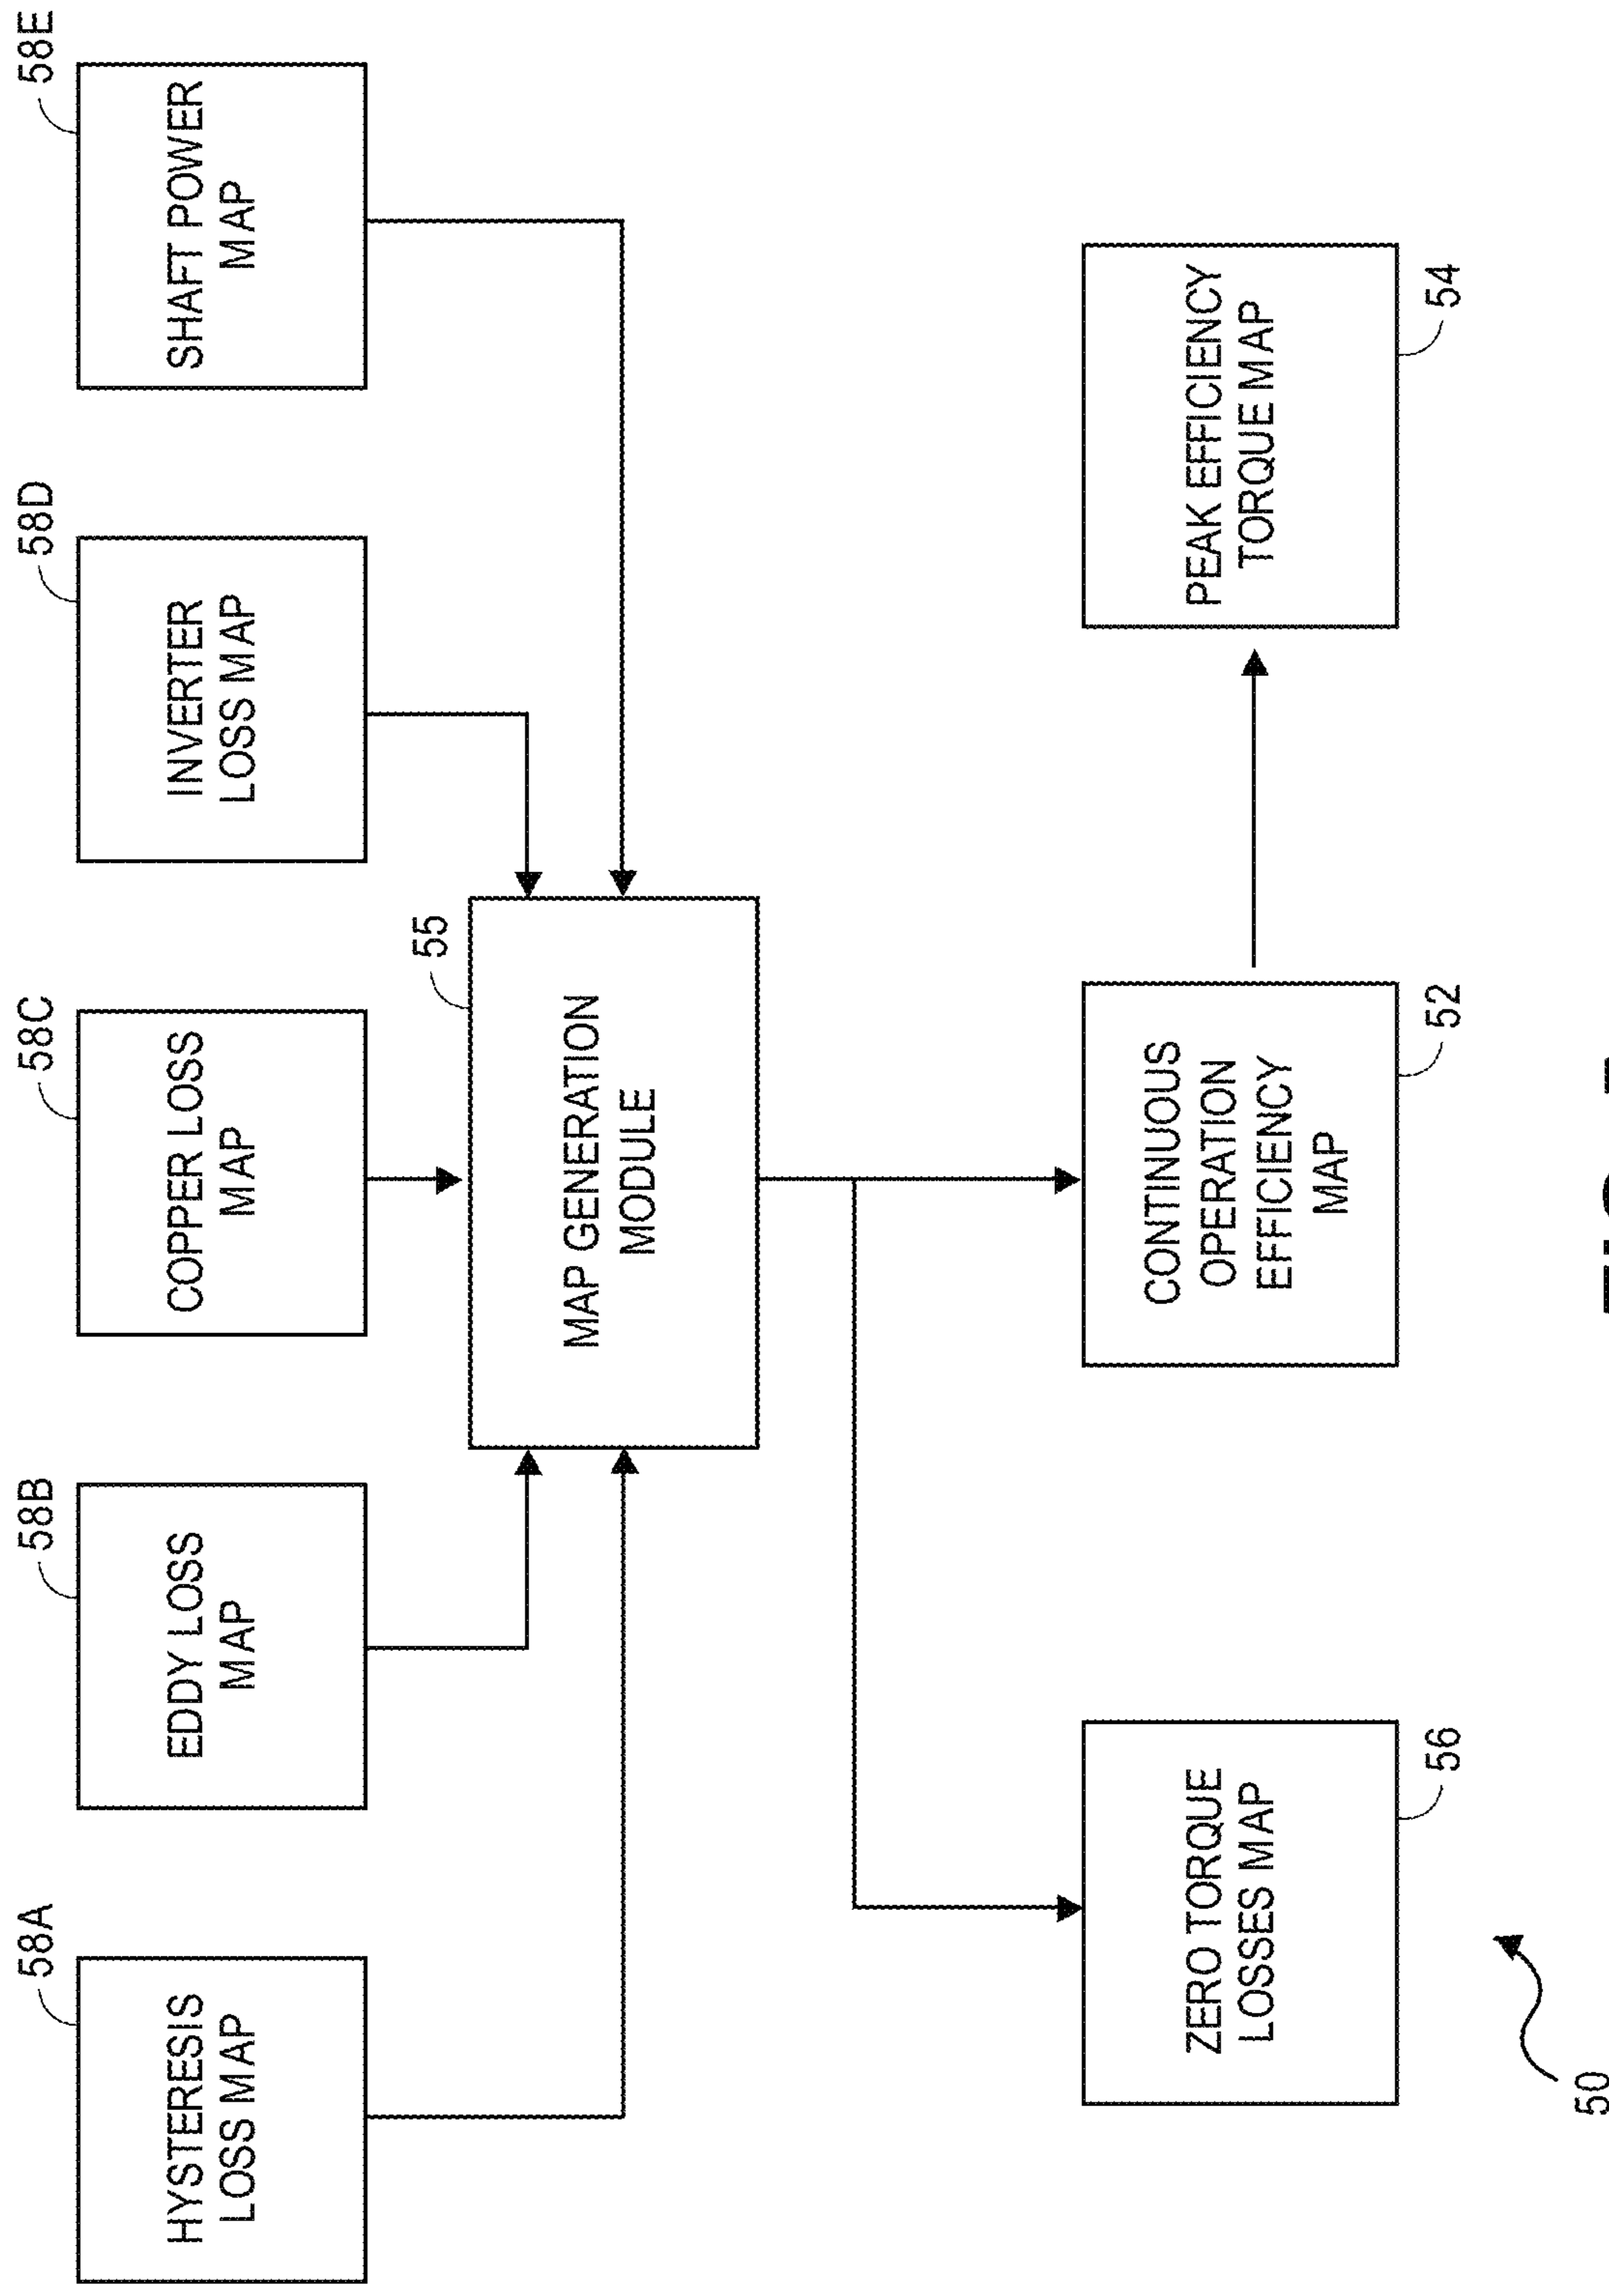 58A
58B
58C
58D
58E
HYSTERESIS
LOSS MAP
EDDY LOSS
MAP
COPPER LOSS
MAP
INVERTER
LOSS MAP
SHAFT POWER
MAP
55
MAP GENERATION
MODULE
ZERO TORQUE
LOSSES MAP
CONTINUOUS
OPERATION
EFFICIENCY
MAP
PEAK EFFICIENCY
TORQUE MAP
56
52
54
50